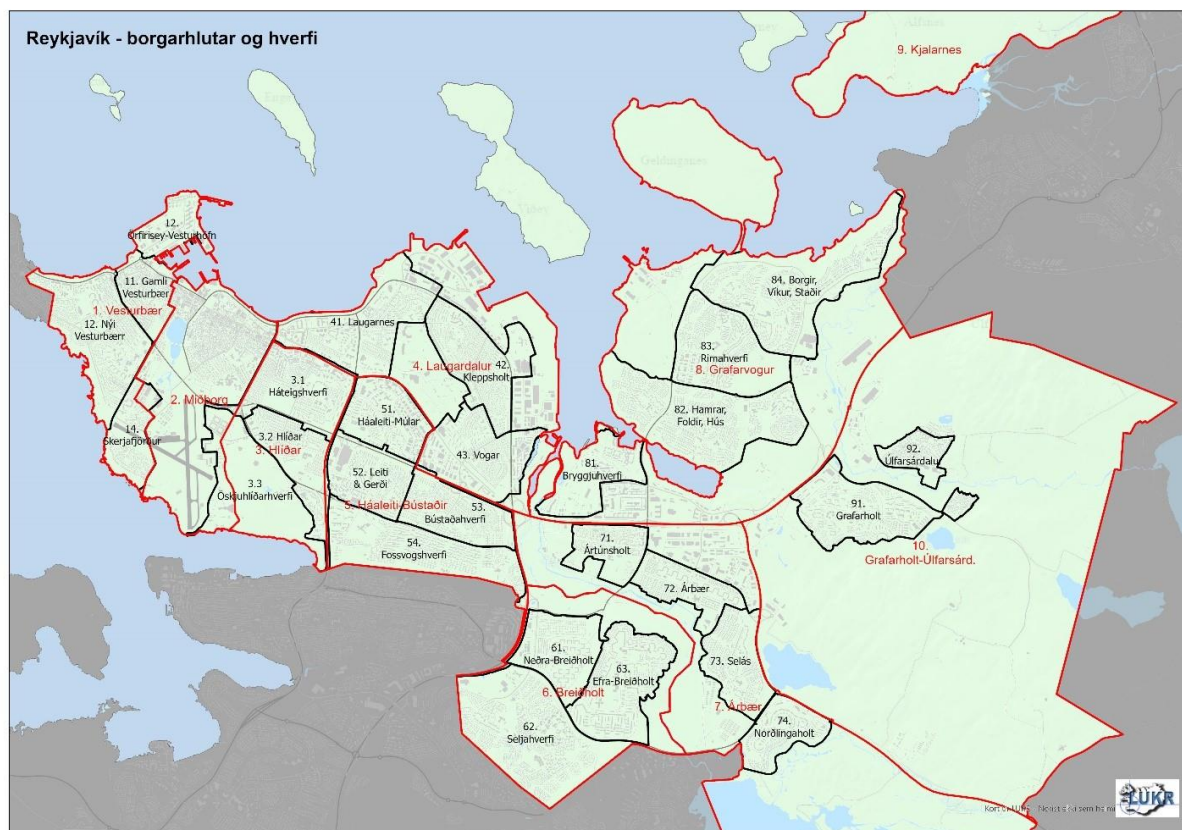 Reykjavík - borgarhlutar og hverfi
9. Kjalarnes
Geldinganes
12.
Örfirisey-Vesturhöfn
11. Gamli
Vesturbær
1. Vesturbær
12. Nýi
Vesturbærr
2. Miðborg
14.
Skerjafjörður
41. Laugarnes
4. Laugardalur
42.
Kleppsholt
3.1
Háteigshverfi
51.
Háaleiti-Múlar
3.2 Hlíðar
3. Hlíðar
3.3
Öskjuhlíðarhverfi
43. Vogar
52. Leiti
& Gerði
5. Háaleiti-Bústaðir
53.
Bústaðahverfi
54.
Fossvogshverfi
84. Borgir,
Víkur, Staðir
83.
Rimahverfi
8. Grafarvogur
82. Hamrar,
Foldir, Hús
81.
Bryggjuhverfi
92.
Úlfarsárdalu
91.
Grafarholt
10.
Grafarholt-Úlfarsárd.
71.
Ártúnsholt
72. Árbær
61.
Neðra-Breiðholt
63.
Efra-Breiðholt
6. Breiðholt
62.
Seljahverfi
73. Selás
7. Árbær
74.
Norðlingaholt
LUKR